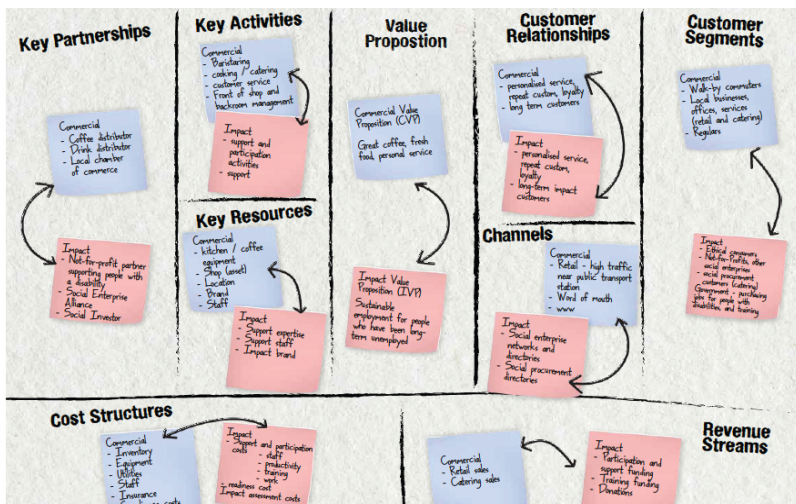 Key Partnerships
Commercial
- Coffee distributor
- Drink distributor
- Local chamber
of commerce
Impact
- Not-for-profit partner
supporting people with
a disability
- Social Enterprise
Alliance
- Social Investor
Key Activities
Commercial
- Baristaring
- cooking / catering
- customer service
- Front of shop and
backroom management
Impact
- support and
participation
activities
- support
Key Resources
Commercial
- kitchen / coffee
equipment
- Shop (asset)
- Location
- Brand
- Staff
Impact
- Support expertise
- Support staff
- Impact brand
Value
Propostion
Commercial Value
Proposition (CVP)
Great coffee, fresh
food, personal service
Impact Value
Proposition (IVP)
Sustainable
employment for people
who have been long-
term unemployed
Customer
Relationships
Commercial
- personalised service,
repeat custom, loyalty
- long term customers
Impact
- personalised service,
repeat custom,
loyalty
- long-term impact
customers
Channels
Commercial
- Retail - high traffic
near public transport
station
- Word of mouth
- www
Impact
- Social enterprise
networks and
directories
- Social procurement
directories
Customer
Segments
Commercial
- Walk-by commuters
- Local businesses,
offices, services
(retail and catering)
- Regulars
Impact
- Ethical consumers
- Not-for-Profits, other
social enterprises
- social procurement
customers (catering)
Government - purchasing
jobs for people with
disabilities, and training
Cost Structures
Commercial
- Inventory
- Equipment
- Utilities
- Staff
- Insurance
Impact
- Support and participation
costs
- staff
- productivity
- training
- work
- readiness cost
Impact assessment costs
Revenue
Streams
Commercial
- Retail sales
- Catering sales
Impact
- Participation and
support funding
- Training funding
- Donations